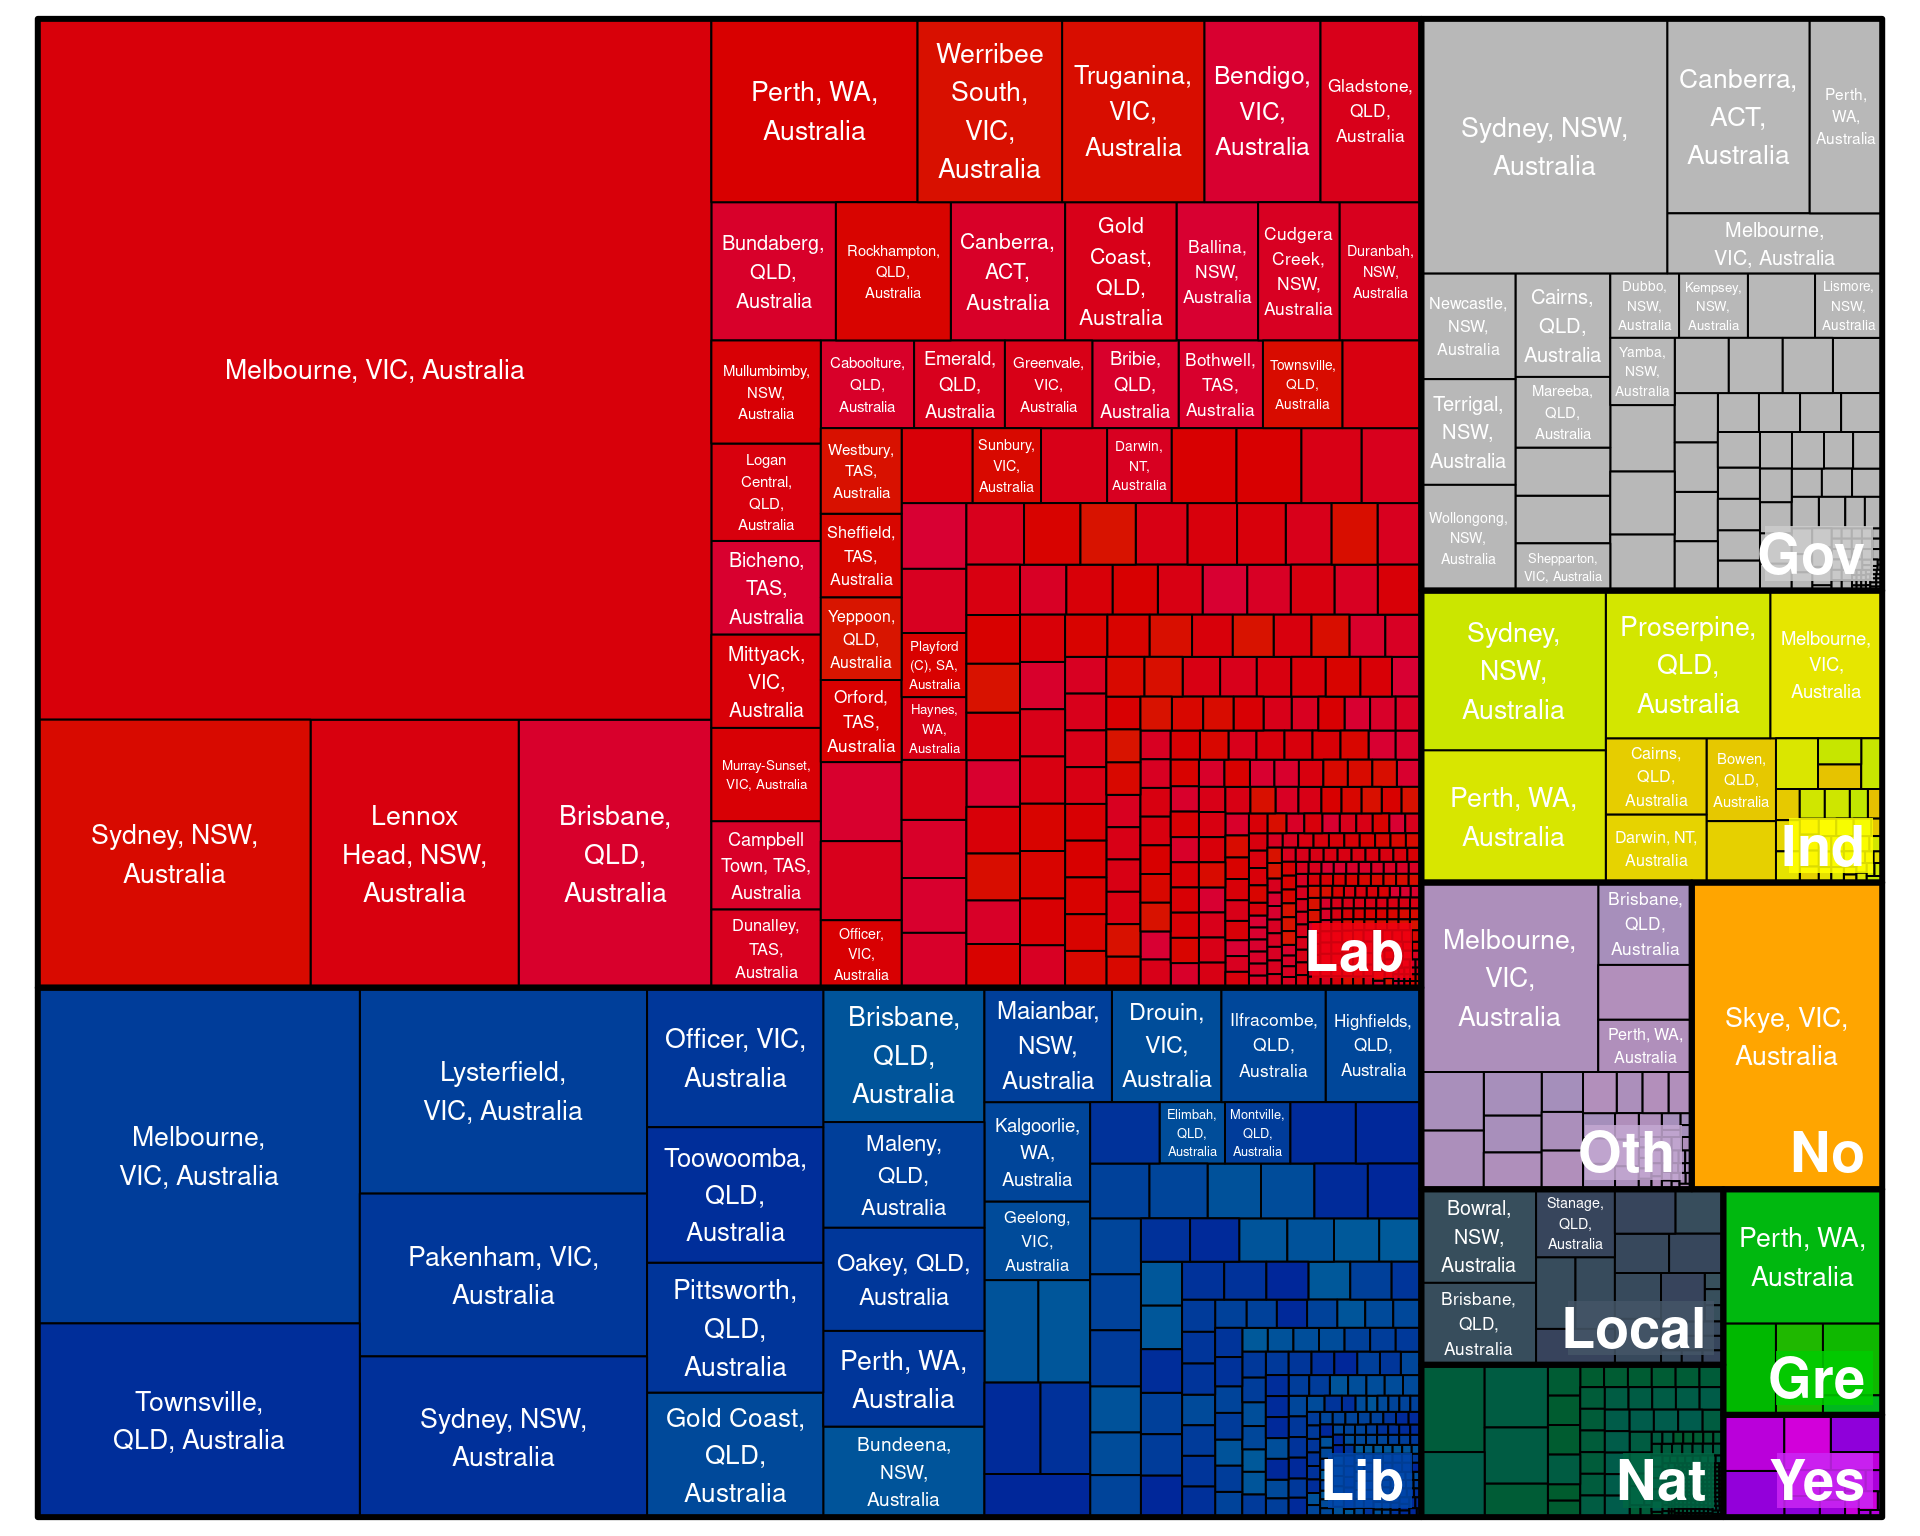 Melbourne, VIC, Australia
Sydney, NSW,
Australia
Lennox
Head, NSW,
Australia
Brisbane,
QLD,
Australia
Perth, WA,
Australia
Werribee
South,
VIC,
Australia
Truganina,
VIC,
Australia
Bendigo,
VIC,
Australia
Gladstone,
QLD,
Australia
Bundaberg,
QLD,
Australia
Rockhampton,
QLD,
Australia
Canberra,
ACT,
Australia
Gold
Coast,
QLD,
Australia
Ballina,
NSW,
Australia
Cudgera
Creek,
NSW,
Australia
Duranbah,
NSW,
Australia
Mullumbimby,
NSW,
Australia
Caboolture,
QLD,
Australia
Emerald,
QLD,
Australia
Greenvale,
VIC,
Australia
Bribie,
QLD,
Australia
Bothwell,
TAS,
Australia
Townsville,
QLD,
Australia
Logan
Central,
QLD,
Australia
Westbury,
TAS,
Australia
Sunbury,
VIC,
Australia
Darwin,
NT,
Australia
Bicheno,
TAS,
Australia
Sheffield,
TAS,
Australia
Mittyack,
VIC,
Australia
Yeppoon,
QLD,
Australia
Playford
(C), SA,
Australia
Orford,
TAS,
Australia
Haynes,
WA,
Australia
Murray-Sunset,
VIC, Australia
Campbell
Town, TAS,
Australia
Dunalley,
TAS,
Australia
Officer,
VIC,
Australia
Lab
Sydney, NSW,
Australia
Canberra,
ACT,
Australia
Perth,
WA,
Australia
Melbourne,
VIC, Australia
Newcastle,
NSW,
Australia
Cairns,
QLD,
Australia
Dubbo,
NSW,
Australia
Kempsey,
NSW,
Australia
Lismore,
NSW,
Australia
Yamba,
NSW,
Australia
Terrigal,
NSW,
Australia
Mareeba,
QLD,
Australia
Wollongong,
NSW,
Australia
Shepparton,
VIC, Australia
Gov
Sydney,
NSW,
Australia
Proserpine,
QLD,
Australia
Melbourne,
VIC,
Australia
Perth, WA,
Australia
Cairns,
QLD,
Australia
Bowen,
QLD,
Australia
Darwin, NT,
Australia
Ind
Melbourne,
VIC,
Australia
Brisbane,
QLD,
Australia
Perth, WA,
Australia
Oth
Skye, VIC,
Australia
No
Melbourne,
VIC, Australia
Townsville,
QLD, Australia
Lysterfield,
VIC, Australia
Pakenham, VIC,
Australia
Sydney, NSW,
Australia
Officer, VIC,
Australia
Toowoomba,
QLD,
Australia
Pittsworth,
QLD,
Australia
Gold Coast,
QLD,
Australia
Brisbane,
QLD,
Australia
Maleny,
QLD,
Australia
Oakey, QLD,
Australia
Perth, WA,
Australia
Bundeena,
NSW,
Australia
Maianbar,
NSW,
Australia
Drouin,
VIC,
Australia
Ilfracombe,
QLD,
Australia
Highfields,
QLD,
Australia
Kalgoorlie,
WA,
Australia
Elimbah,
QLD,
Australia
Montville,
QLD,
Australia
Geelong,
VIC,
Australia
Lib
Bowral,
NSW,
Australia
Stanage,
QLD,
Australia
Brisbane,
QLD,
Australia
Local
Perth, WA,
Australia
Gre
Nat
Yes